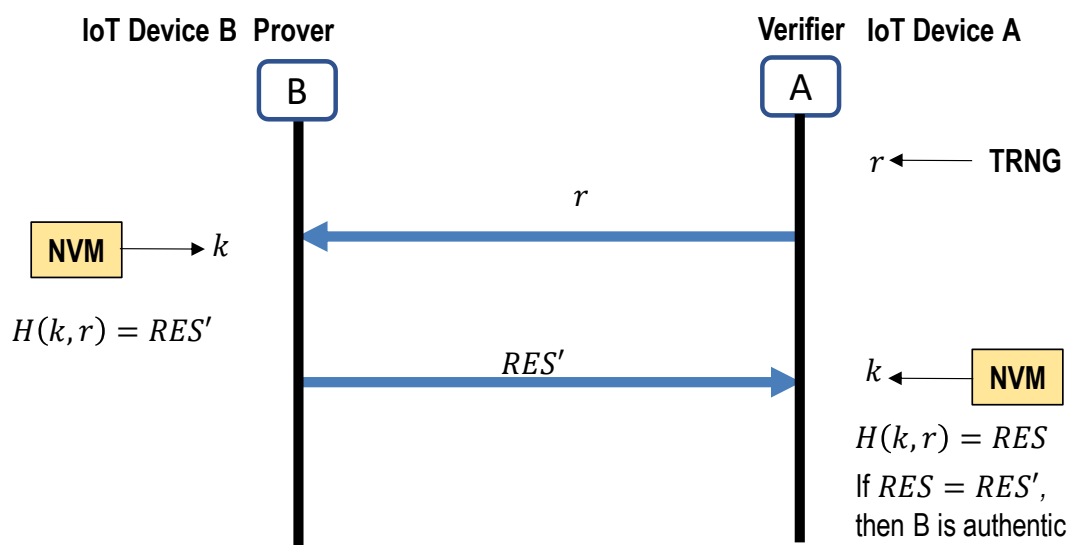 IoT Device B Prover
Verifier IoT Device A
B
A
r
TRNG
r
NVM
k
H(k, r) = RES′
RES′
k
NVM
H(k, r) = RES
If RES = RES′,
then B is authentic